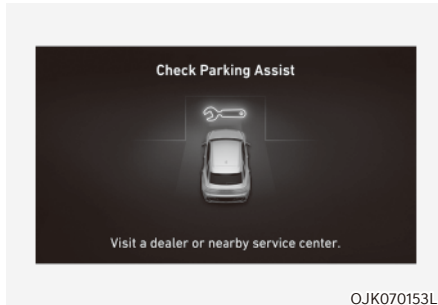 Check Parking Assist
Visit a dealer or nearby service center.
OJK070153L